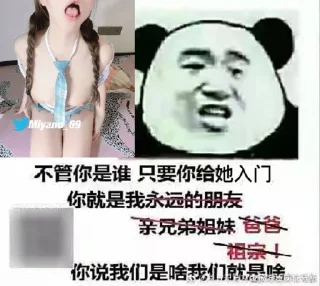 Miyano_89
不管你是谁 只要你给她入门
你就是我永远的朋友
亲兄弟姐妹 爸爸
祖宗！
你说我们是啥我们就是啥